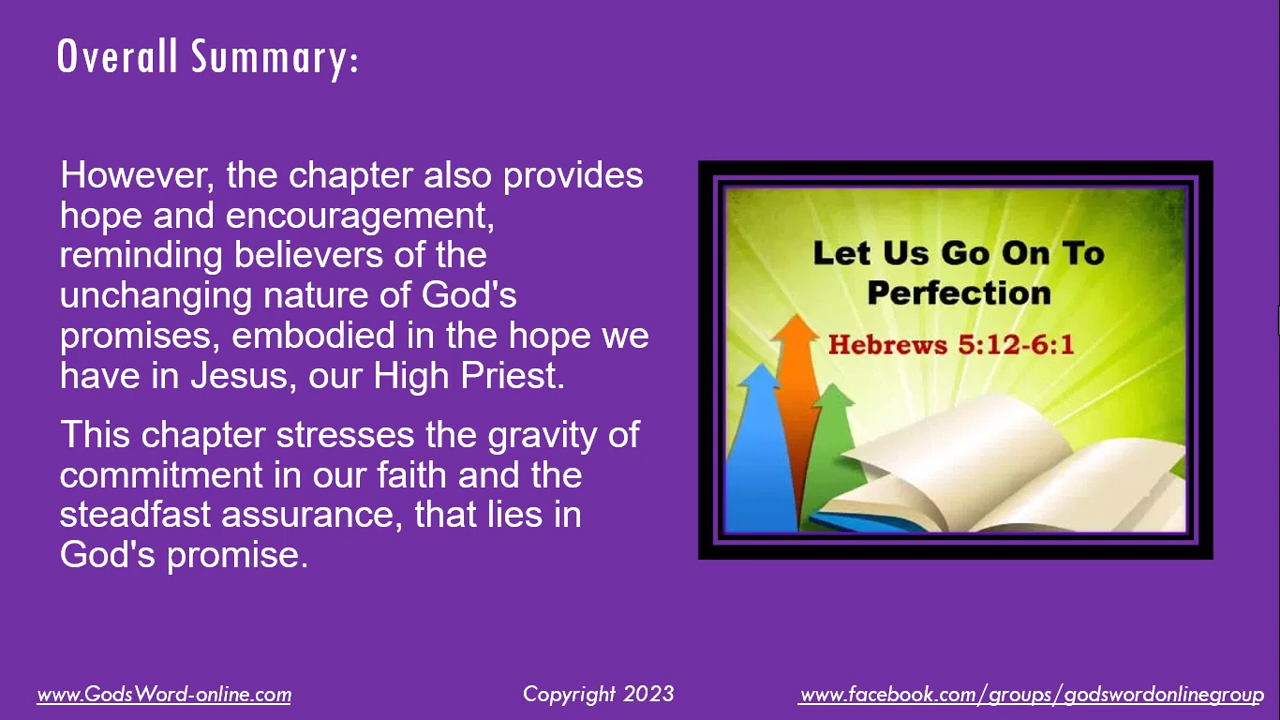 Overall Summary:
However, the chapter also provides
hope and encouragement,
reminding believers of the
unchanging nature of God's
promises, embodied in the hope we
have in Jesus, our High Priest.
This chapter stresses the gravity of
commitment in our faith and the
steadfast assurance, that lies in
God's promise.
Let Us Go On To
Perfection
Hebrews 5:12-6:1
www.GodsWord-online.com
Copyright 2023
www.facebook.com/groups/godswordonlinegroup